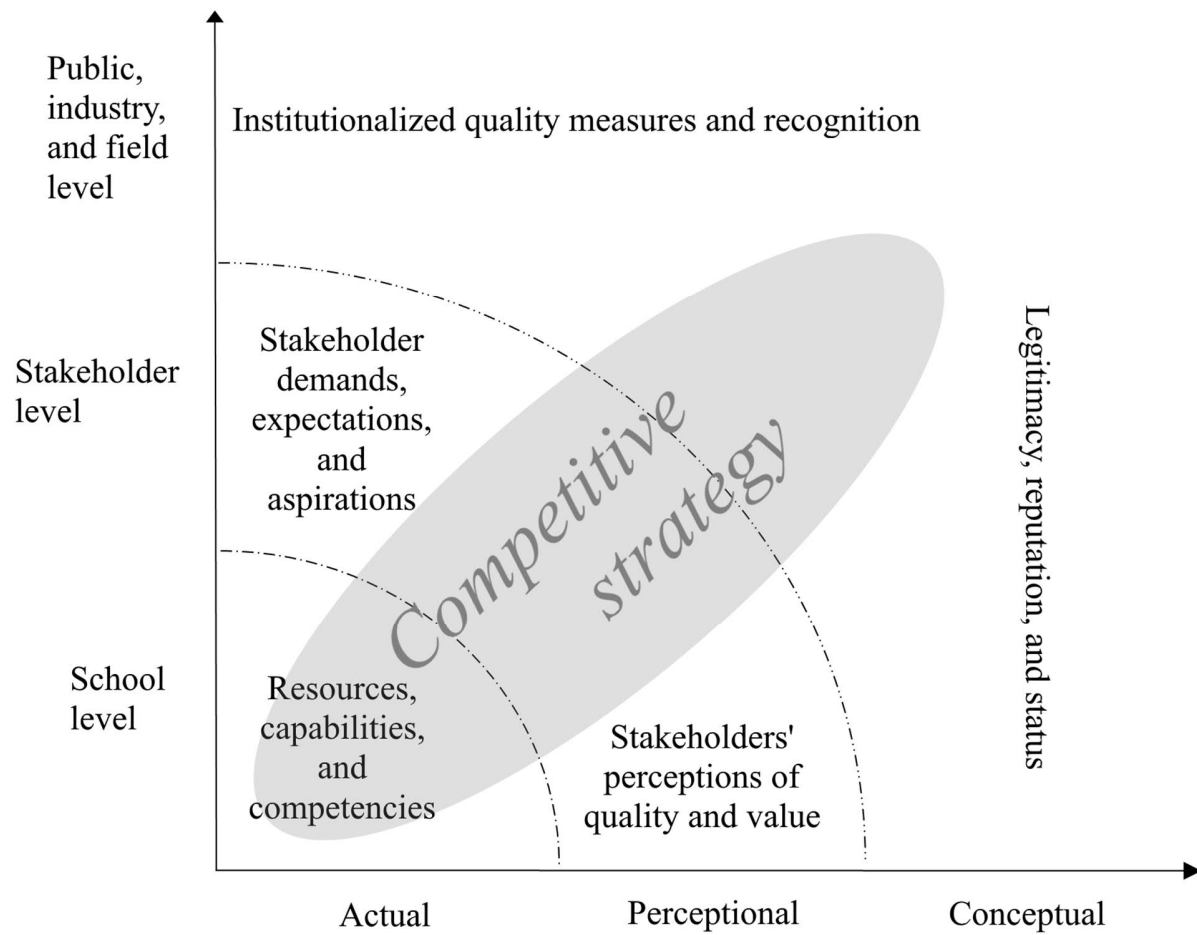 Public,
industry,
and field
level
Institutionalized quality measures and recognition
Stakeholder
level
Stakeholder
demands,
expectations,
and
aspirations
Competitive
strategy
Legitimacy, reputation, and status
School
level
Resources,
capabilities,
and
competencies
Stakeholders'
perceptions of
quality and value
Actual
Perceptional
Conceptual